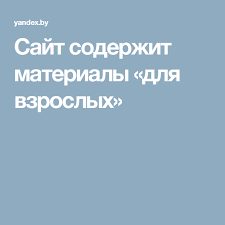 yandex.by
Сайт содержит
материалы «для
взрослых»